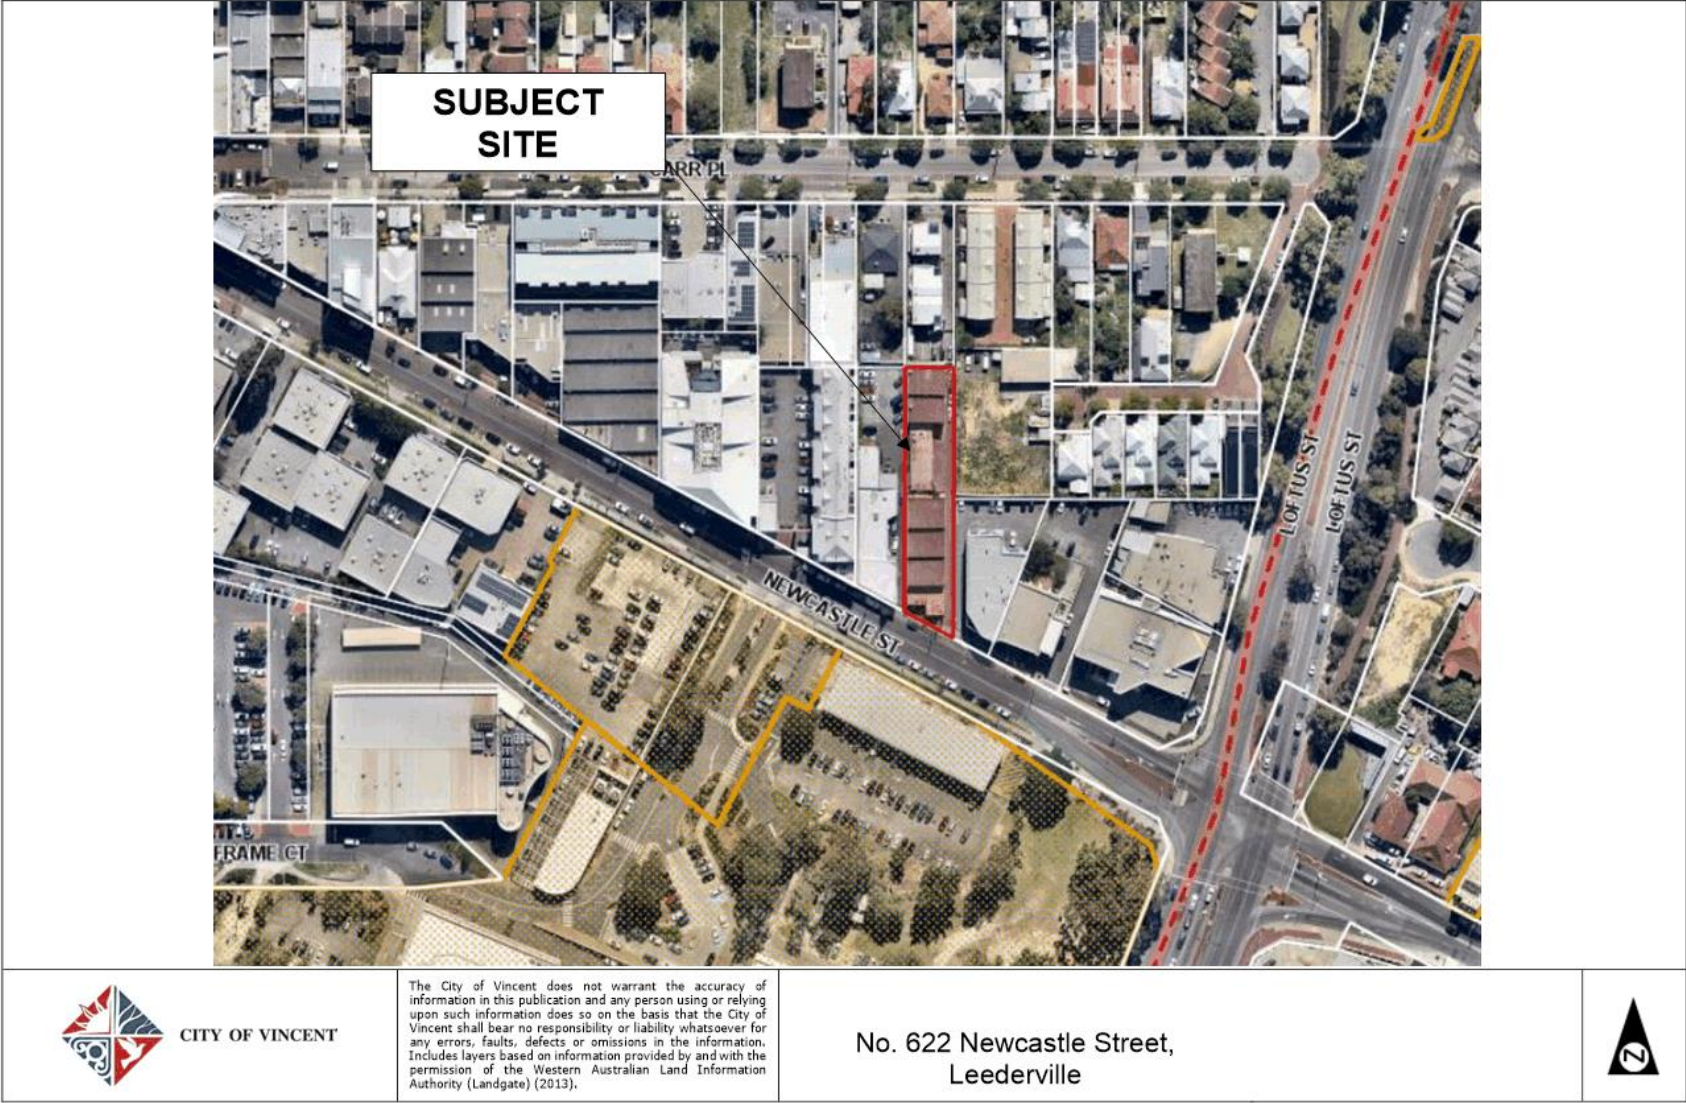 SUBJECT
SITE
CARR PL
NEWCASTLE ST
LOFTUS ST
LOFTUS ST
FRAME CT
CITY OF VINCENT
The City of Vincent does not warrant the accuracy of
information in this publication and any person using or relying
upon such information does so on the basis that the City of
Vincent shall bear no responsibility or liability whatsoever for
any errors, faults, defects or omissions in the information.
Includes layers based on information provided by and with the
permission of the Western Australian Land Information
Authority (Landgate) (2013).
No. 622 Newcastle Street,
Leederville
N